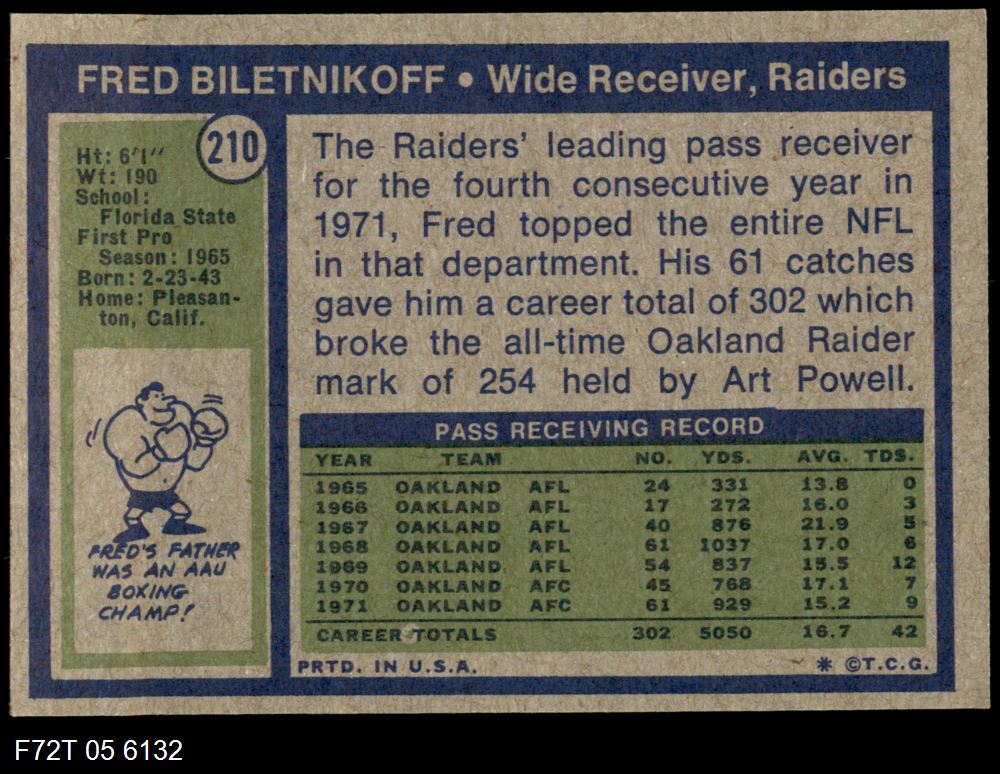 FRED BILETNIKOFF • Wide Receiver, Raiders
210
Ht: 6'1"
Wt: 190
School:
Florida State
First Pro
Season: 1965
Born: 2-23-43
Home: Pleasan-
ton, Calif.
FRED'S FATHER
WAS AN AAU
BOXING
CHAMP!
The Raiders' leading pass receiver
for the fourth consecutive year in
1971, Fred topped the entire NFL
in that department. His 61 catches
gave him a career total of 302 which
broke the all-time Oakland Raider
mark of 254 held by Art Powell.
PASS RECEIVING RECORD
YEAR TEAM NO. YDS. AVG. TDS.
1965 OAKLAND AFL 24 331 13.8 0
1966 OAKLAND AFL 17 272 16.0 3
1967 OAKLAND AFL 40 876 21.9 5
1968 OAKLAND AFL 61 1037 17.0 6
1969 OAKLAND AFL 54 837 15.5 12
1970 OAKLAND AFC 45 768 17.1 7
1971 OAKLAND AFC 61 929 15.2 9
CAREER TOTALS 302 5050 16.7 42
PRTD. IN U.S.A. * ©T.C.G.
F72T 05 6132